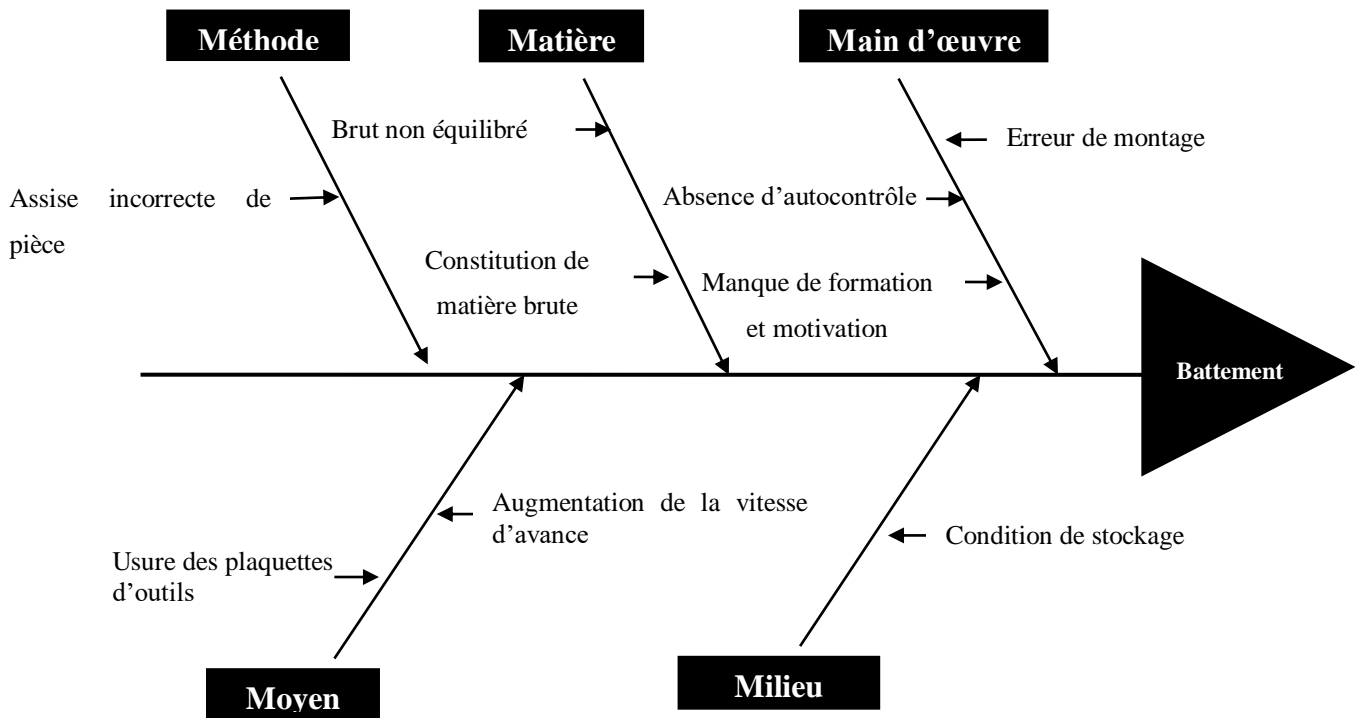 Méthode
Matière
Main d’œuvre
Brut non équilibré
Erreur de montage
Assise incorrecte de
pièce
Absence d’autocontrôle
Constitution de
matière brute
Manque de formation
et motivation
Battement
Augmentation de la vitesse
d’avance
Condition de stockage
Usure des plaquettes
d’outils
Moyen
Milieu